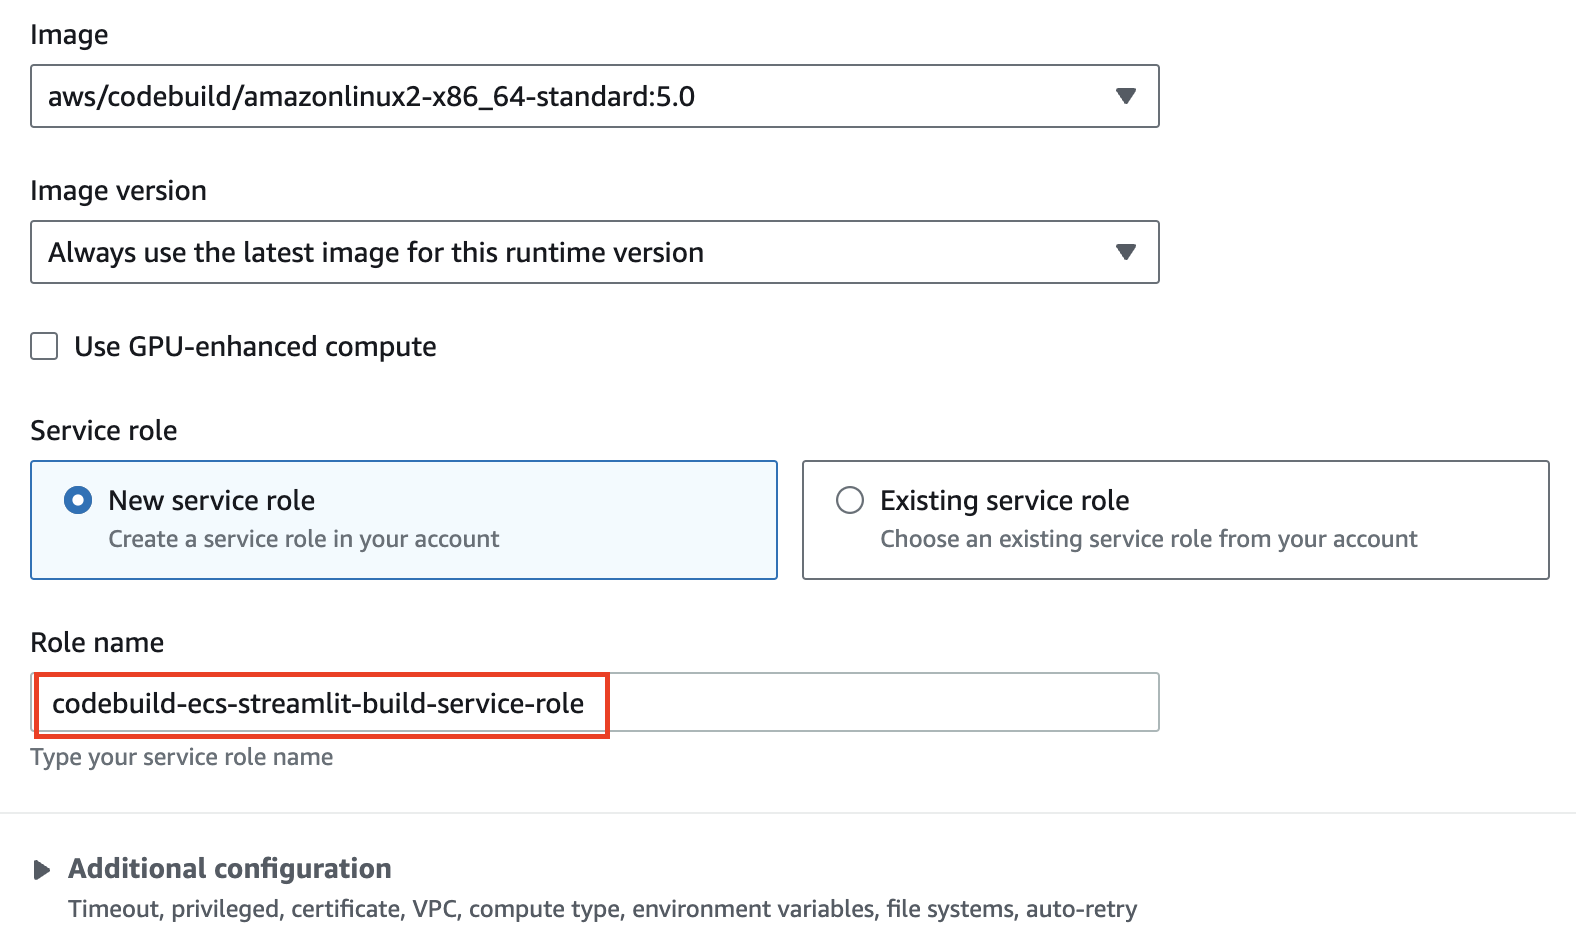 Image
aws/codebuild/amazonlinux2-x86_64-standard:5.0
Image version
Always use the latest image for this runtime version
Use GPU-enhanced compute
Service role
New service role
Create a service role in your account
Existing service role
Choose an existing service role from your account
Role name
codebuild-ecs-streamlit-build-service-role
Type your service role name
Additional configuration
Timeout, privileged, certificate, VPC, compute type, environment variables, file systems, auto-retry